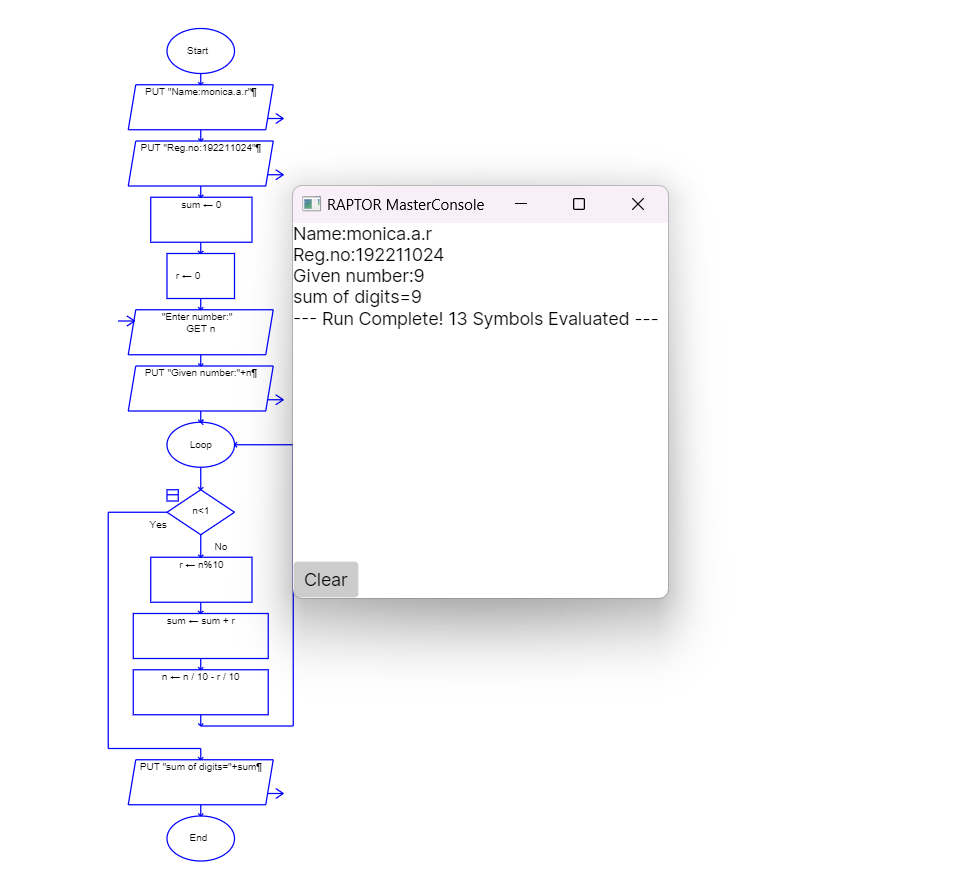 Start
PUT "Name:monica.a.r"¶
PUT "Reg.no:192211024"¶
sum ← 0
r ← 0
"Enter number:"
GET n
PUT "Given number:"+n¶
Loop
n<1
Yes
No
r ← n%10
sum ← sum + r
n ← n / 10 - r / 10
PUT "sum of digits="+sum¶
End
RAPTOR MasterConsole
Name:monica.a.r
Reg.no:192211024
Given number:9
sum of digits=9
--- Run Complete! 13 Symbols Evaluated ---
Clear